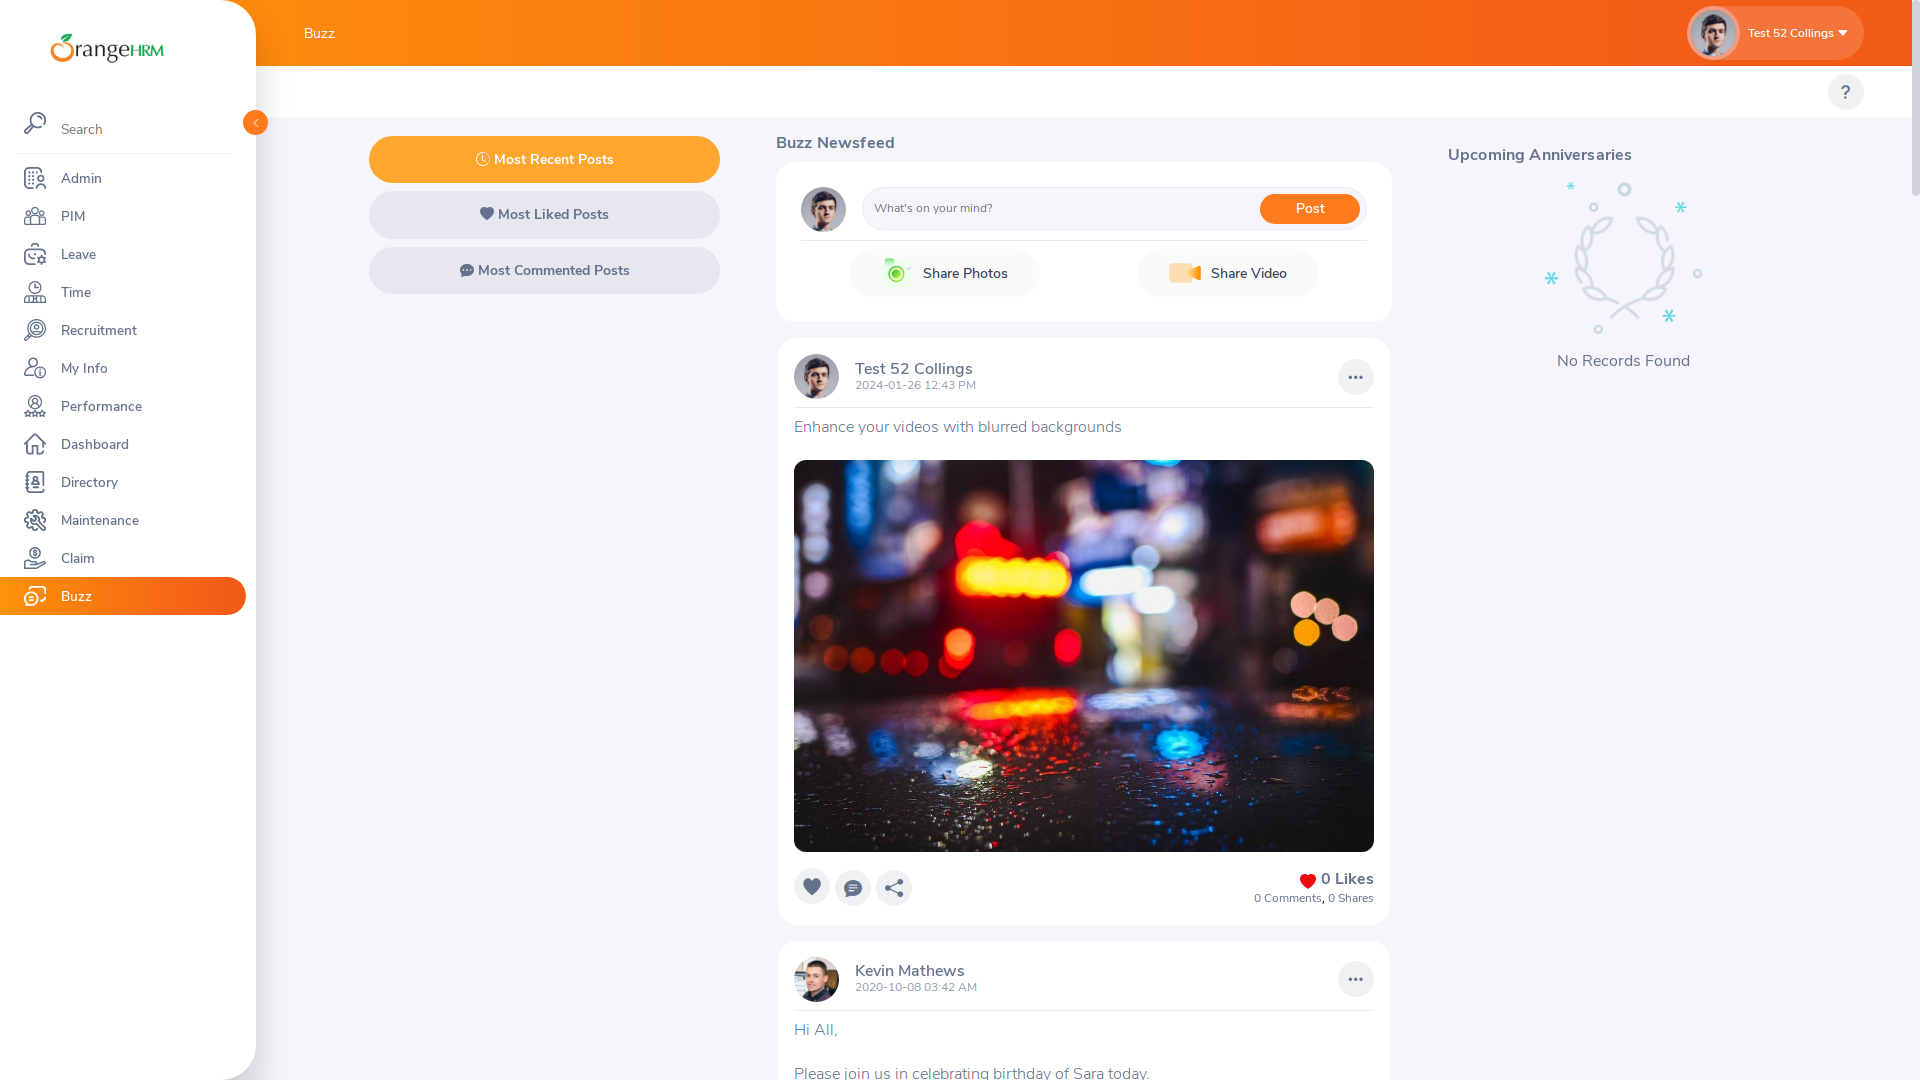 OrangeHRM
Search
Admin
PIM
Leave
Time
Recruitment
My Info
Performance
Dashboard
Directory
Maintenance
Claim
Buzz
Buzz
Test 52 Collings
?
Most Recent Posts
Most Liked Posts
Most Commented Posts
Buzz Newsfeed
What's on your mind?
Post
Share Photos
Share Video
Test 52 Collings
2024-01-26 12:43 PM
Enhance your videos with blurred backgrounds
0 Likes
0 Comments, 0 Shares
Kevin Mathews
2020-10-08 03:42 AM
Hi All,
Please join us in celebrating birthday of Sara today.
Upcoming Anniversaries
No Records Found